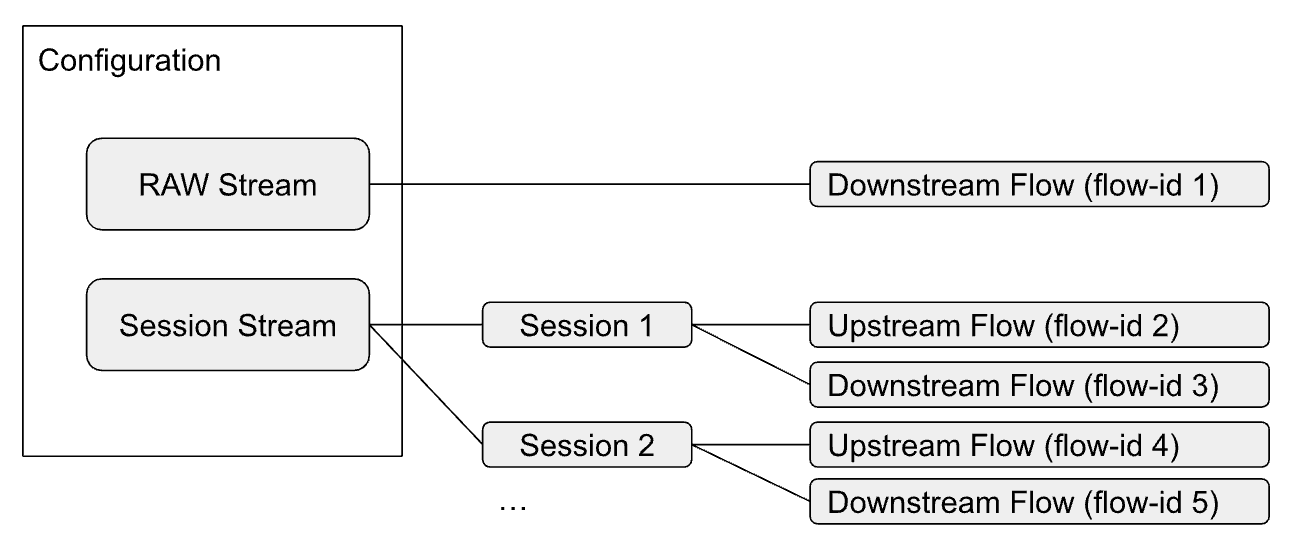 Configuration
RAW Stream
Downstream Flow (flow-id 1)
Session Stream
Session 1
Upstream Flow (flow-id 2)
Downstream Flow (flow-id 3)
Session 2
Upstream Flow (flow-id 4)
Downstream Flow (flow-id 5)
...